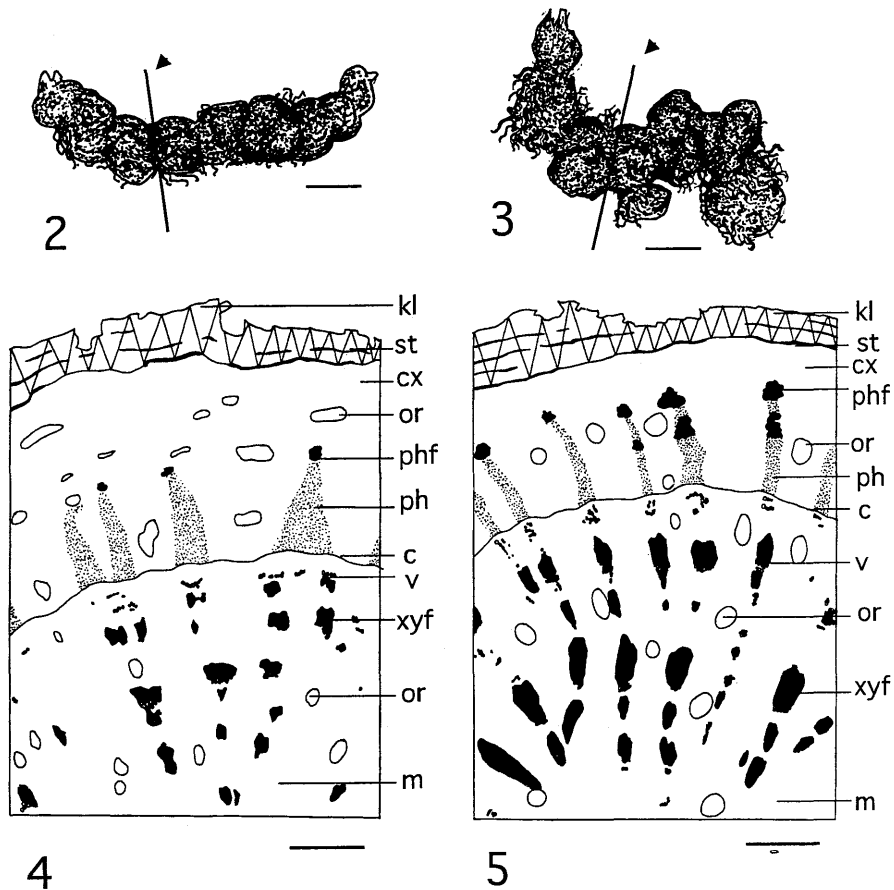 2
3
kl
st
cx
or
phf
ph
c
v
xyf
or
m
4
kl
st
cx
phf
or
ph
c
v
or
xyf
m
5